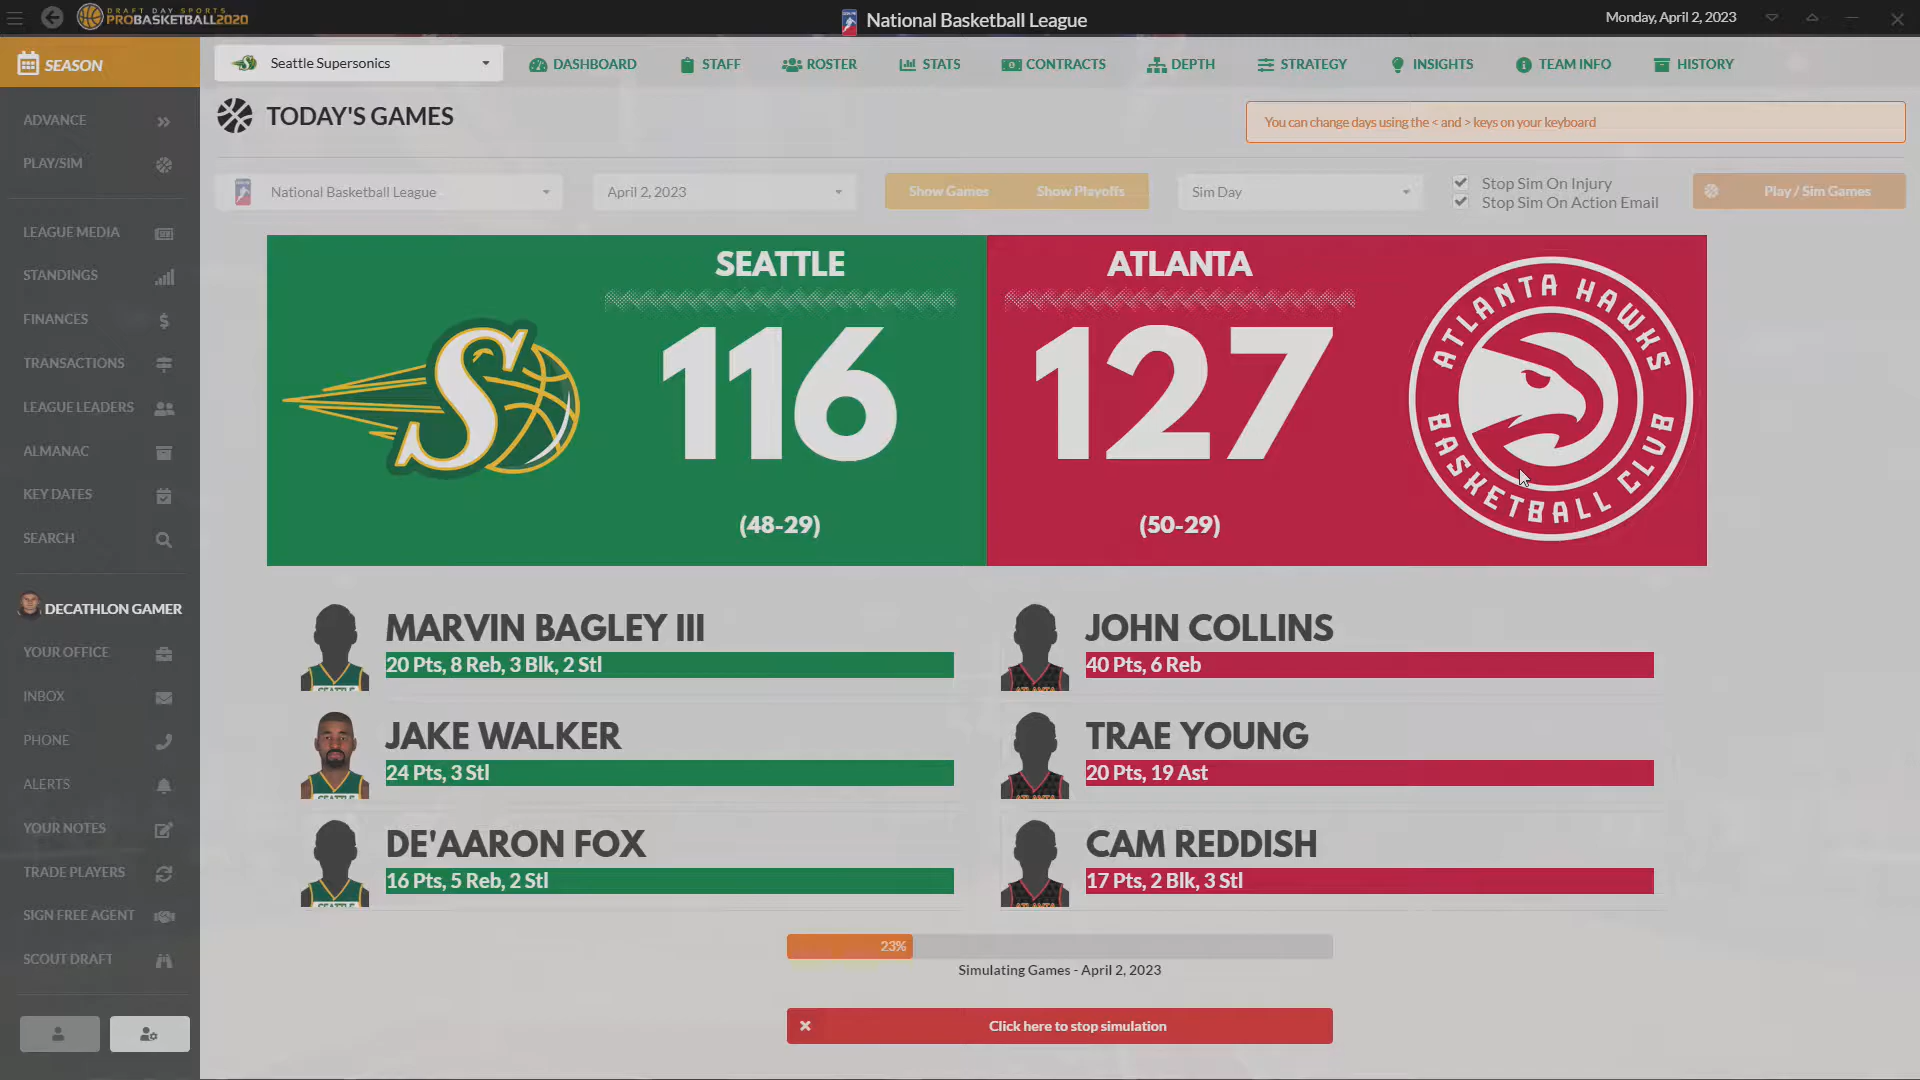 DRAFT DAY SPORTS
PROBASKETBALL2020
National Basketball League
Monday, April 2, 2023
SEASON
Seattle Supersonics
DASHBOARD
STAFF
ROSTER
STATS
CONTRACTS
DEPTH
STRATEGY
INSIGHTS
TEAM INFO
HISTORY
TODAY'S GAMES
You can change days using the < and > keys on your keyboard
ADVANCE
PLAY/SIM
National Basketball League
April 2, 2023
Show Games
Show Playoffs
Sim Day
Stop Sim On Injury
Stop Sim On Action Email
Play / Sim Games
LEAGUE MEDIA
STANDINGS
FINANCES
TRANSACTIONS
LEAGUE LEADERS
ALMANAC
KEY DATES
SEARCH
DECATHLON GAMER
YOUR OFFICE
INBOX
PHONE
ALERTS
YOUR NOTES
TRADE PLAYERS
SIGN FREE AGENT
SCOUT DRAFT
S
SEATTLE
116
(48-29)
ATLANTA
127
(50-29)
ATLANTA HAWKS
BASKETBALL CLUB
MARVIN BAGLEY III
20 Pts, 8 Reb, 3 Blk, 2 Stl
JAKE WALKER
24 Pts, 3 Stl
DE'AARON FOX
16 Pts, 5 Reb, 2 Stl
JOHN COLLINS
40 Pts, 6 Reb
TRAE YOUNG
20 Pts, 19 Ast
CAM REDDISH
17 Pts, 2 Blk, 3 Stl
23%
Simulating Games - April 2, 2023
Click here to stop simulation